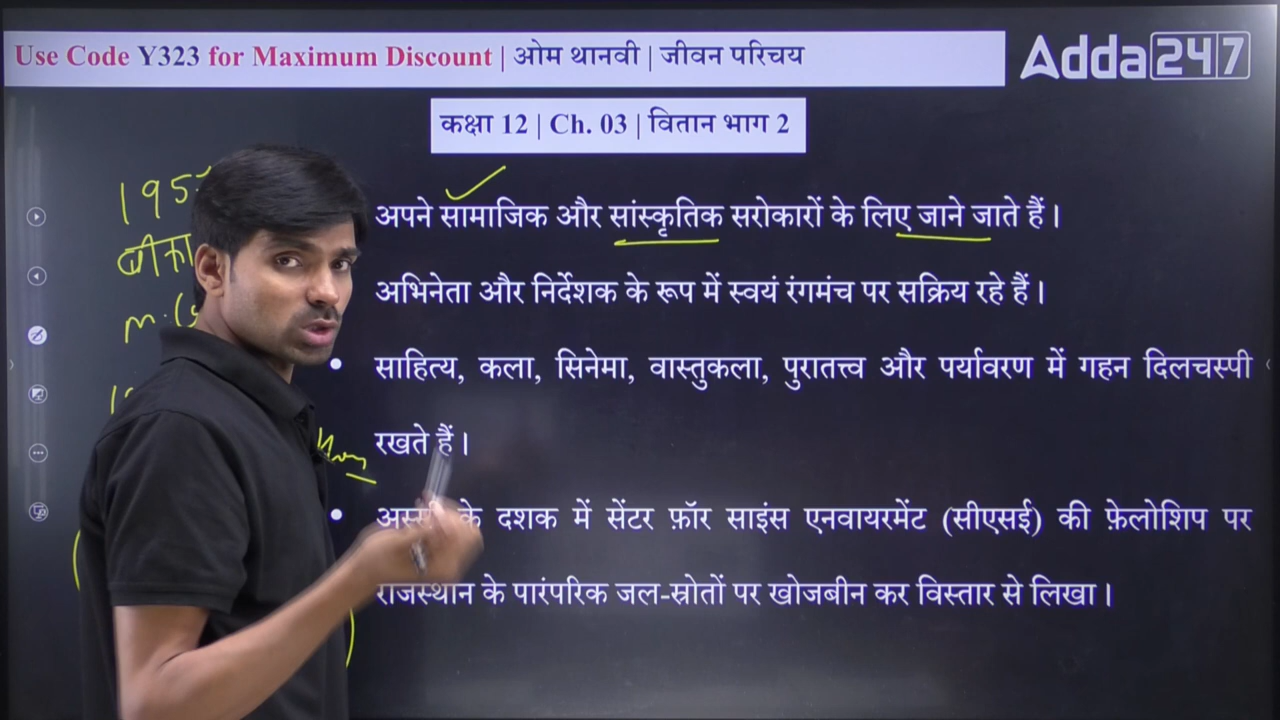 Use Code Y323 for Maximum Discount | ओम थानवी | जीवन परिचय
Adda247
कक्षा 12 | Ch. 03 | वितान भाग 2
अपने सामाजिक और सांस्कृतिक सरोकारों के लिए जाने जाते हैं।
अभिनेता और निर्देशक के रूप में स्वयं रंगमंच पर सक्रिय रहे हैं।
• साहित्य, कला, सिनेमा, वास्तुकला, पुरातत्त्व और पर्यावरण में गहन दिलचस्पी
रखते हैं।
• के दशक में सेंटर फ़ॉर साइंस एनवायरमेंट (सीएसई) की फ़ेलोशिप पर
राजस्थान के पारंपरिक जल-स्रोतों पर खोजबीन कर विस्तार से लिखा।